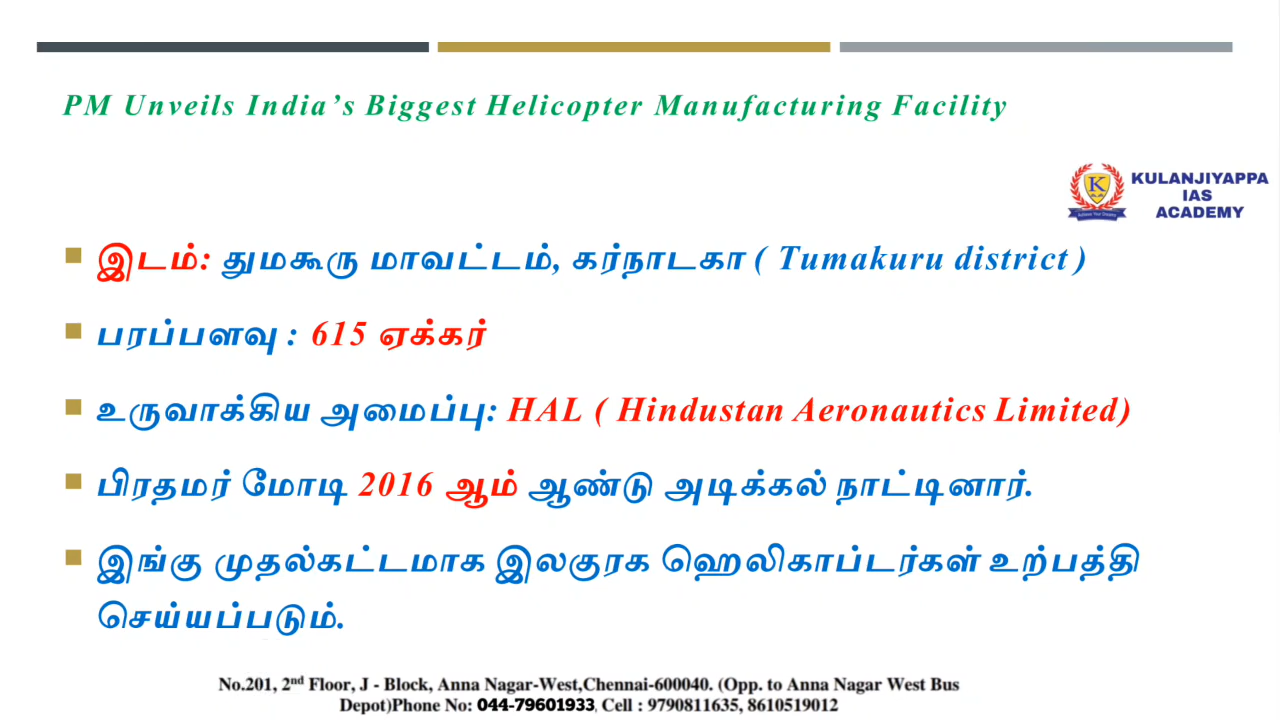 PM Unveils India’s Biggest Helicopter Manufacturing Facility
KULANJIYAPPA
IAS
ACADEMY
K
Achieve Your Dreams
இடம்: துமகூரு மாவட்டம், கர்நாடகா ( Tumakuru district )
பரப்பளவு : 615 ஏக்கர்
உருவாக்கிய அமைப்பு: HAL ( Hindustan Aeronautics Limited)
பிரதமர் மோடி 2016 ஆம் ஆண்டு அடிக்கல் நாட்டினார்.
இங்கு முதல்கட்டமாக இலகுரக ஹெலிகாப்டர்கள் உற்பத்தி
செய்யப்படும்.
No.201, 2nd Floor, J - Block, Anna Nagar-West,Chennai-600040. (Opp. to Anna Nagar West Bus
Depot)Phone No: 044-79601933, Cell : 9790811635, 8610519012